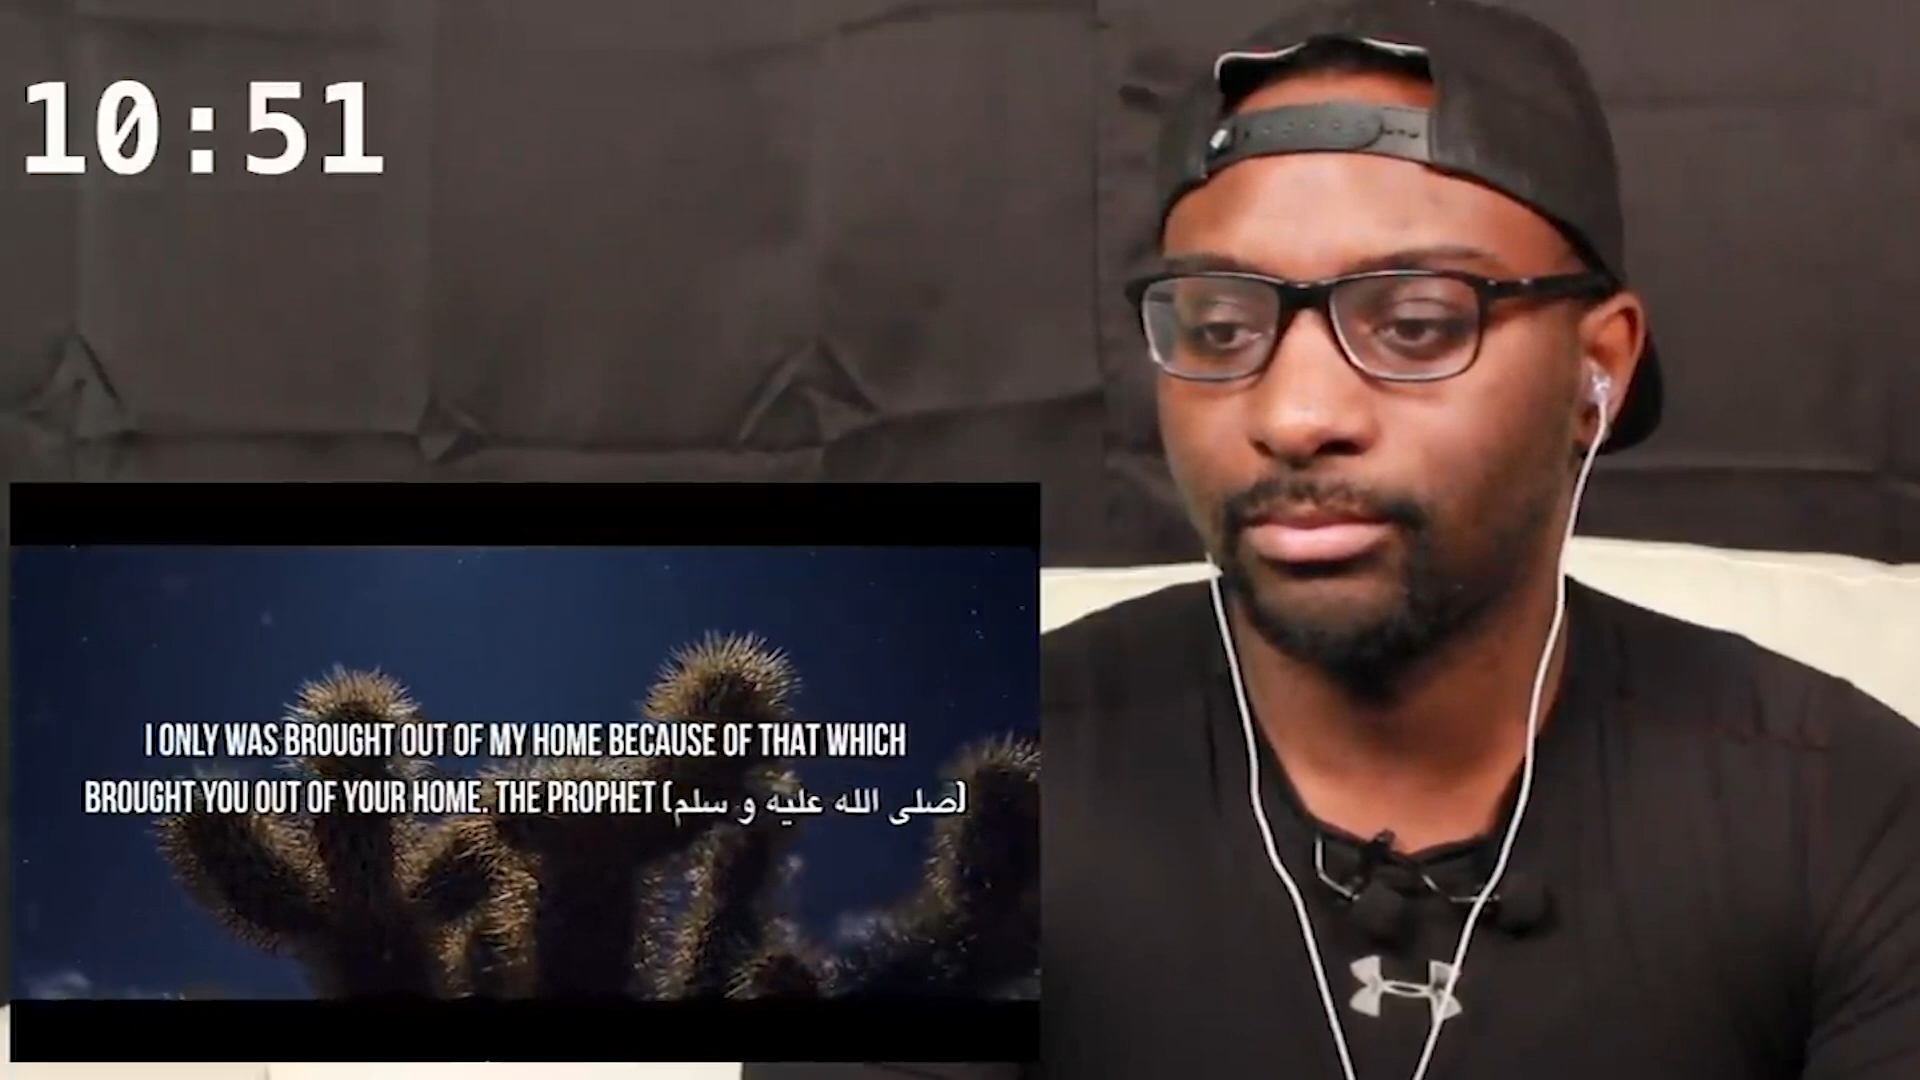 10:51
I ONLY WAS BROUGHT OUT OF MY HOME BECAUSE OF THAT WHICH
BROUGHT YOU OUT OF YOUR HOME. THE PROPHET (صلى الله عليه و سلم)